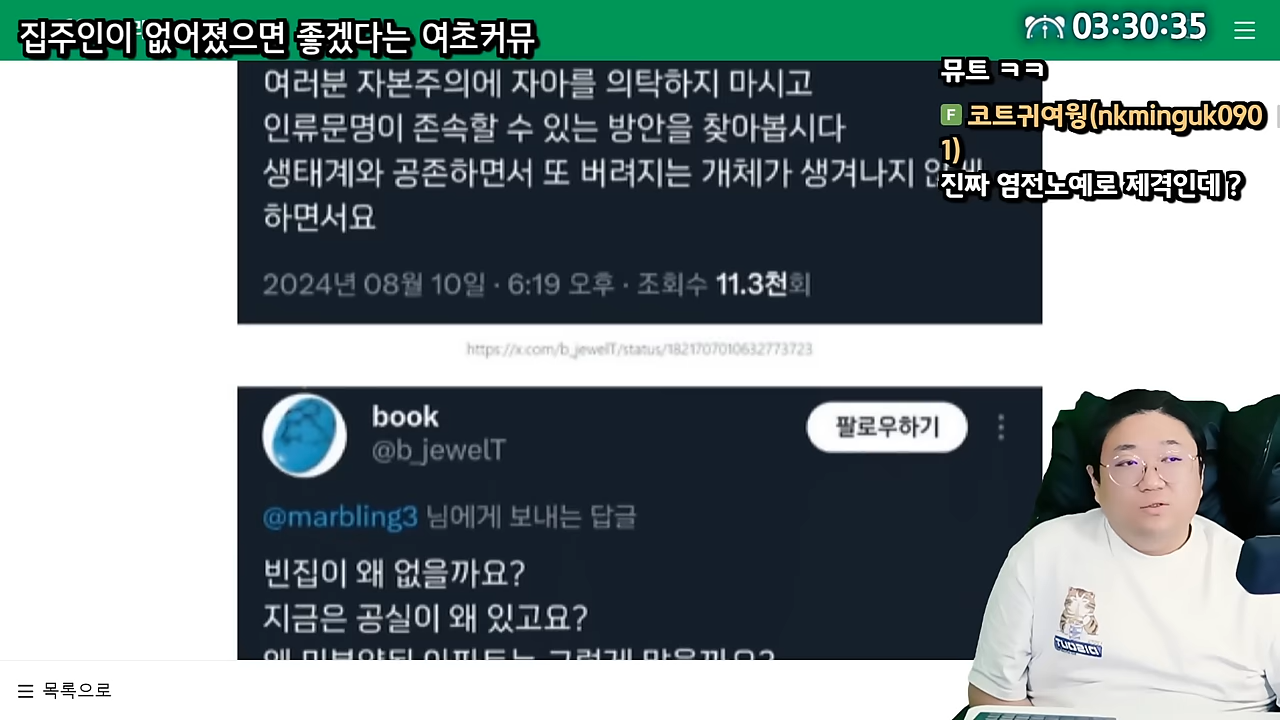 집주인이 없어졌으면 좋겠다는 여초커뮤
03:30:35
뮤트 ㅋㅋ
F 코트귀여웡(nkminguk090
1)
진짜 염전노예로 제격인데?
여러분 자본주의에 자아를 의탁하지 마시고
인류문명이 존속할 수 있는 방안을 찾아봅시다
생태계와 공존하면서 또 버려지는 개체가 생겨나지
하면서요
2024년 08월 10일 · 6:19 오후 · 조회수 11.3천회
https://x.com/b_jewelT/status/1821707010632773723
book
@b_jewelT
팔로우하기
@marbling3 님에게 보내는 답글
빈집이 왜 없을까요?
지금은 공실이 왜 있고요?
목록으로